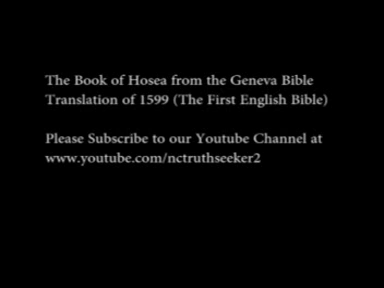 The Book of Hosea from the Geneva Bible
Translation of 1599 (The First English Bible)
Please Subscribe to our Youtube Channel at
www.youtube.com/nctruthseeker2